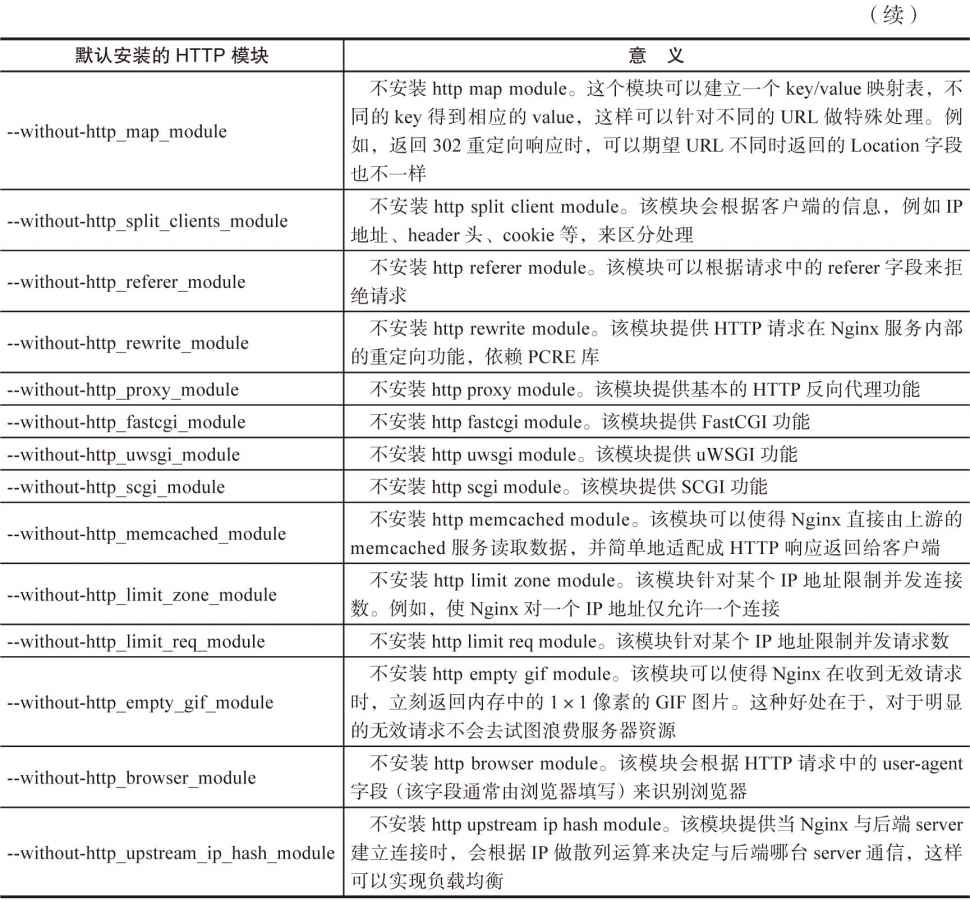 （续）
默认安装的 HTTP 模块
意 义
--without-http_map_module
不安装 http map module。这个模块可以建立一个 key/value 映射表，不
同的 key 得到相应的 value，这样可以针对不同的 URL 做特殊处理。例
如，返回 302 重定向响应时，可以期望 URL 不同时返回的 Location 字段
也不一样
--without-http_split_clients_module
不安装 http split client module。该模块会根据客户端的信息，例如 IP
地址、header 头、cookie 等，来区分处理
--without-http_referer_module
不安装 http referer module。该模块可以根据请求中的 referer 字段来拒
绝请求
--without-http_rewrite_module
不安装 http rewrite module。该模块提供 HTTP 请求在 Nginx 服务内部
的重定向功能，依赖 PCRE 库
--without-http_proxy_module
不安装 http proxy module。该模块提供基本的 HTTP 反向代理功能
--without-http_fastcgi_module
不安装 http fastcgi module。该模块提供 FastCGI 功能
--without-http_uwsgi_module
不安装 http uwsgi module。该模块提供 uWSGI 功能
--without-http_scgi_module
不安装 http scgi module。该模块提供 SCGI 功能
--without-http_memcached_module
不安装 http memcached module。该模块可以使得 Nginx 直接由上游的
memcached 服务读取数据，并简单地适配成 HTTP 响应返回给客户端
--without-http_limit_zone_module
不安装 http limit zone module。该模块针对某个 IP 地址限制并发连接
数。例如，使 Nginx 对一个 IP 地址仅允许一个连接
--without-http_limit_req_module
不安装 http limit req module。该模块针对某个 IP 地址限制并发请求数
--without-http_empty_gif_module
不安装 http empty gif module。该模块可以使得 Nginx 在收到无效请求
时，立刻返回内存中的 1 × 1 像素的 GIF 图片。这种好处在于，对于明显
的无效请求不会去试图浪费服务器资源
--without-http_browser_module
不安装 http browser module。该模块会根据 HTTP 请求中的 user-agent
字段（该字段通常由浏览器填写）来识别浏览器
--without-http_upstream_ip_hash_module
不安装 http upstream ip hash module。该模块提供当 Nginx 与后端 server
建立连接时，会根据 IP 做散列运算来决定与后端哪台 server 通信，这样
可以实现负载均衡